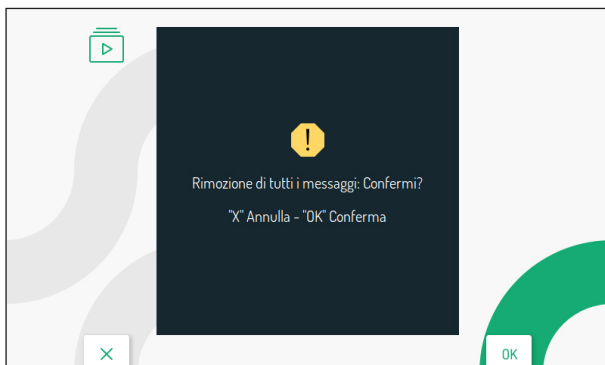 Rimozione di tutti i messaggi: Confermi?
"X" Annulla - "OK" Conferma
OK